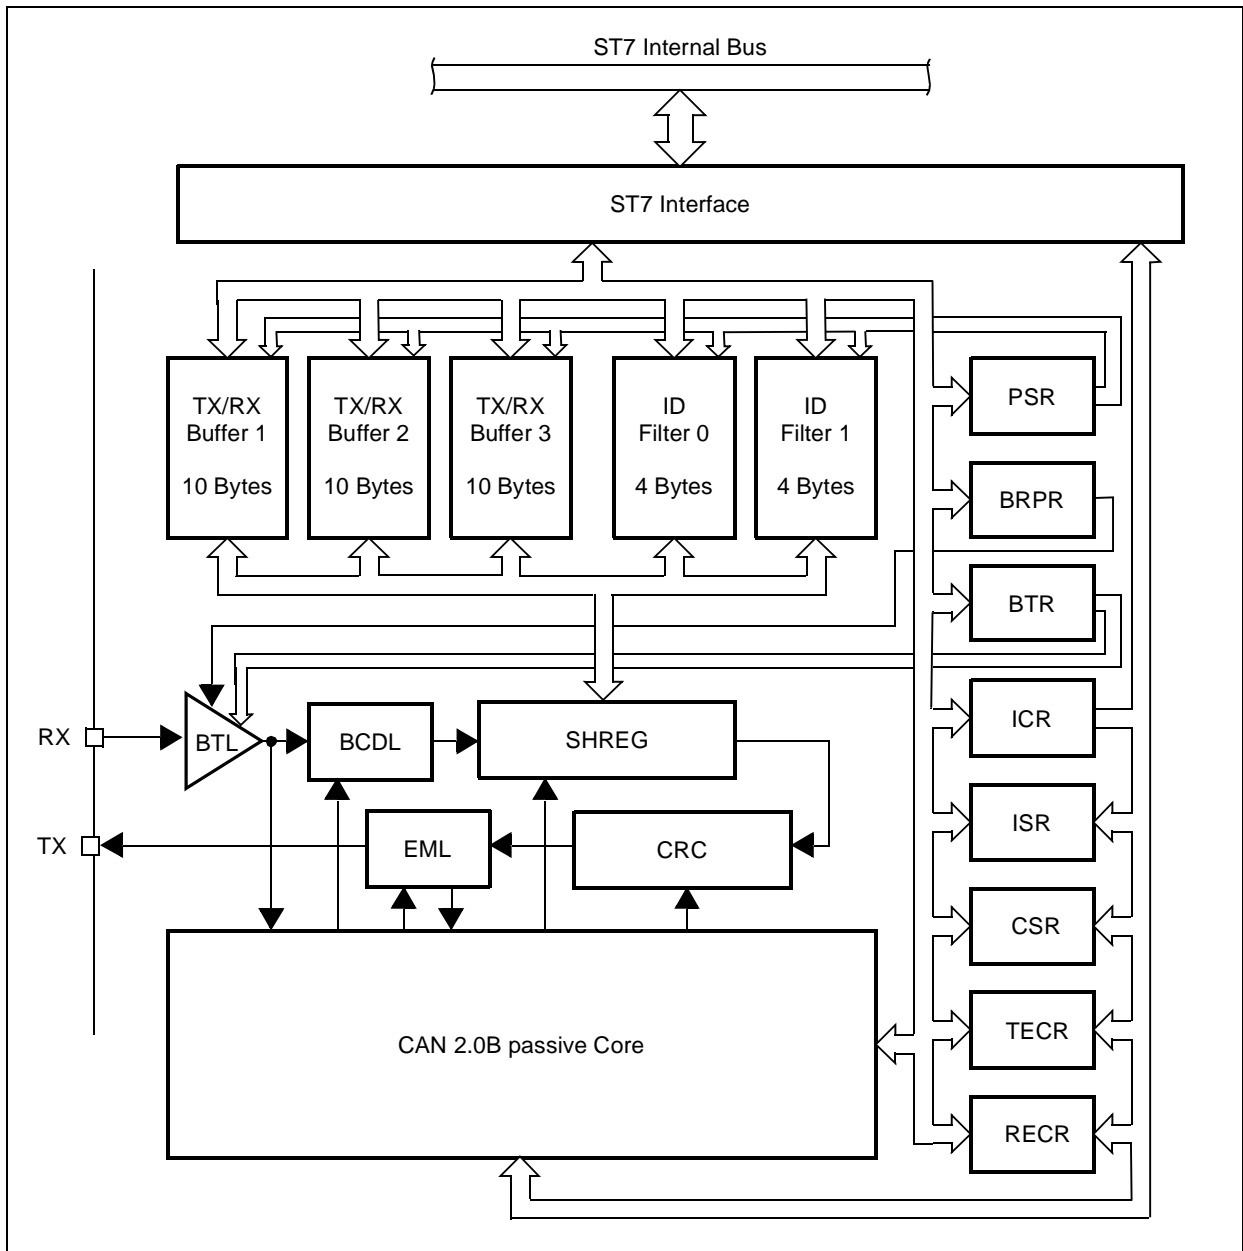 ST7 Internal Bus
ST7 Interface
TX/RX
Buffer 1
10 Bytes
TX/RX
Buffer 2
10 Bytes
TX/RX
Buffer 3
10 Bytes
ID
Filter 0
4 Bytes
ID
Filter 1
4 Bytes
PSR
BRPR
BTR
ICR
ISR
CSR
TECR
RECR
RX
BTL
BCDL
SHREG
TX
EML
CRC
CAN 2.0B passive Core